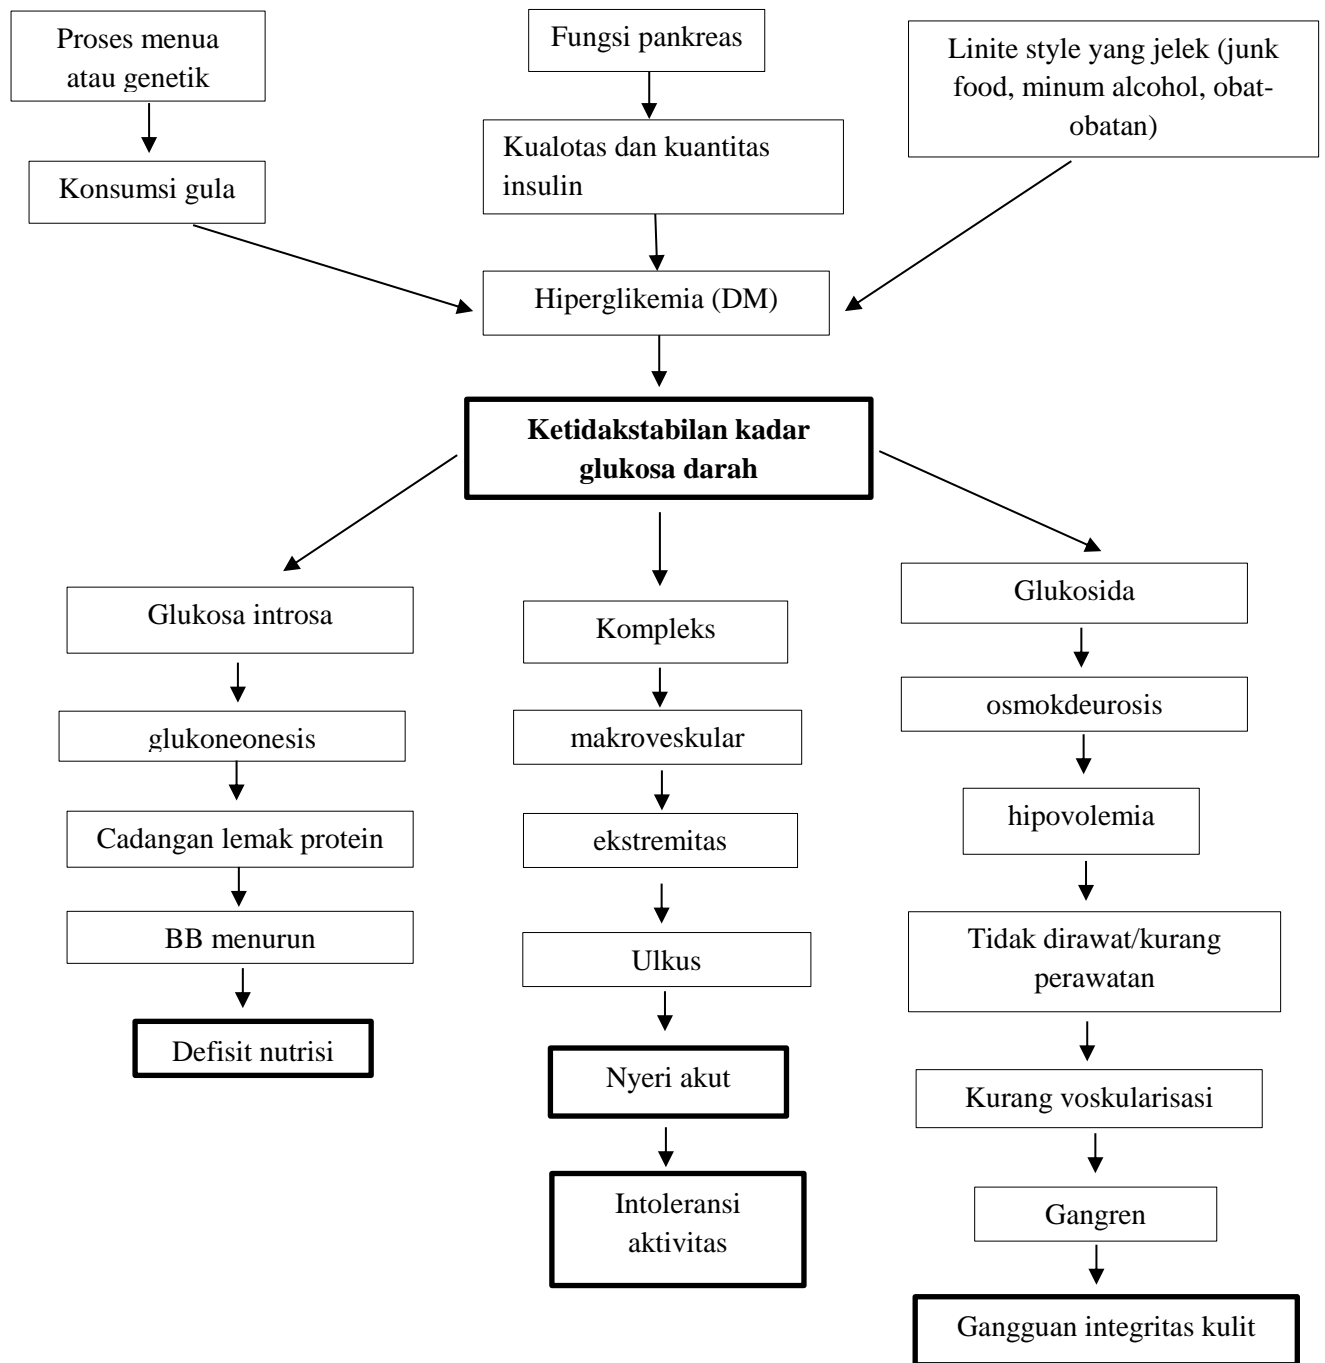 Proses menua
atau genetik
Fungsi pankreas
Linite style yang jelek (junk
food, minum alcohol, obat-
obatan)
Konsumsi gula
Kualotas dan kuantitas
insulin
Hiperglikemia (DM)
Ketidakstabilan kadar
glukosa darah
Glukosa introsa
glukoneonesis
Cadangan lemak protein
BB menurun
Defisit nutrisi
Kompleks
makroveskular
ekstremitas
Ulkus
Nyeri akut
Intoleransi
aktivitas
Glukosida
osmokdeurosis
hipovolemia
Tidak dirawat/kurang
perawatan
Kurang voskularisasi
Gangren
Gangguan integritas kulit